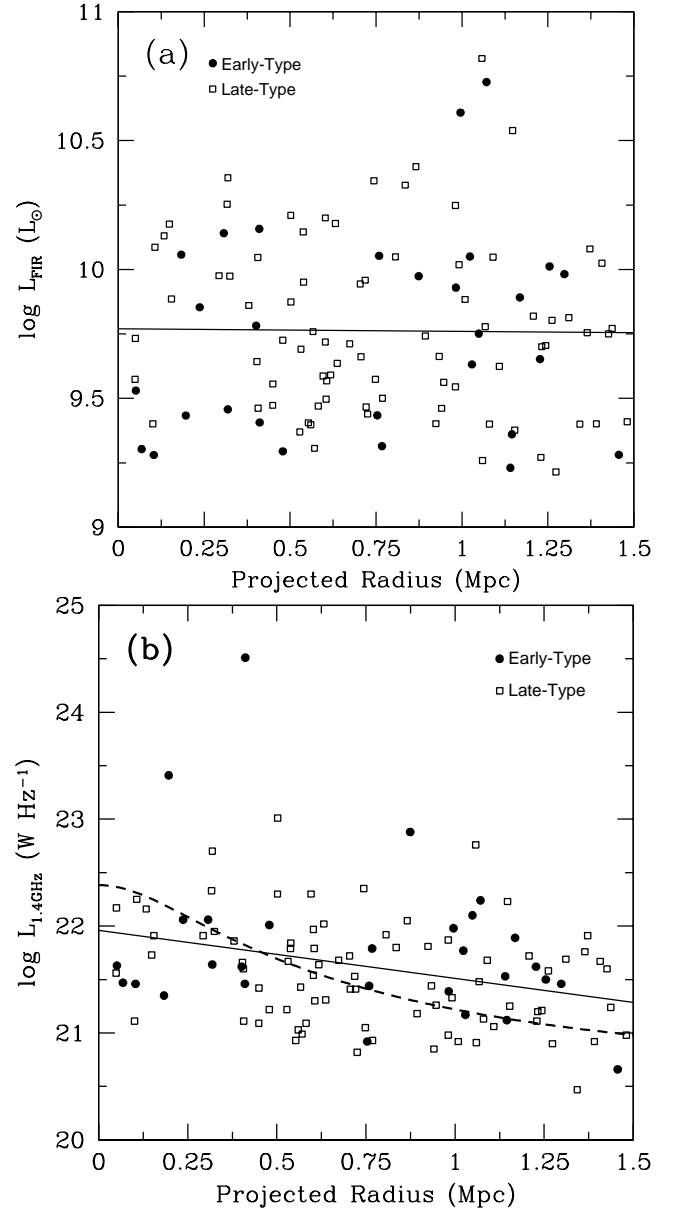 11
(a)
Early-Type
Late-Type
10.5
log L_FIR (L_⊙)
10
9.5
9
0 0.25 0.5 0.75 1 1.25 1.5
Projected Radius (Mpc)
25
(b)
Early-Type
Late-Type
24
23
log L_1.4GHz (W Hz⁻¹)
22
21
20
0 0.25 0.5 0.75 1 1.25 1.5
Projected Radius (Mpc)